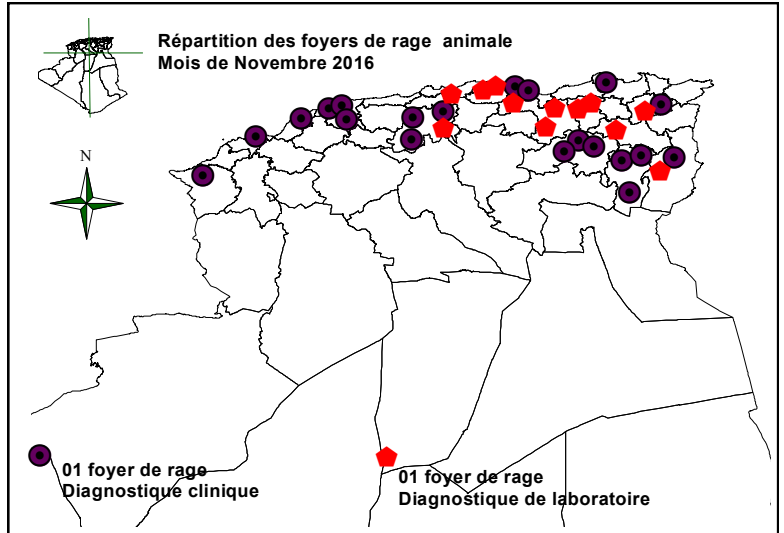 Répartition des foyers de rage animale
Mois de Novembre 2016
N
01 foyer de rage
Diagnostique clinique
01 foyer de rage
Diagnostique de laboratoire